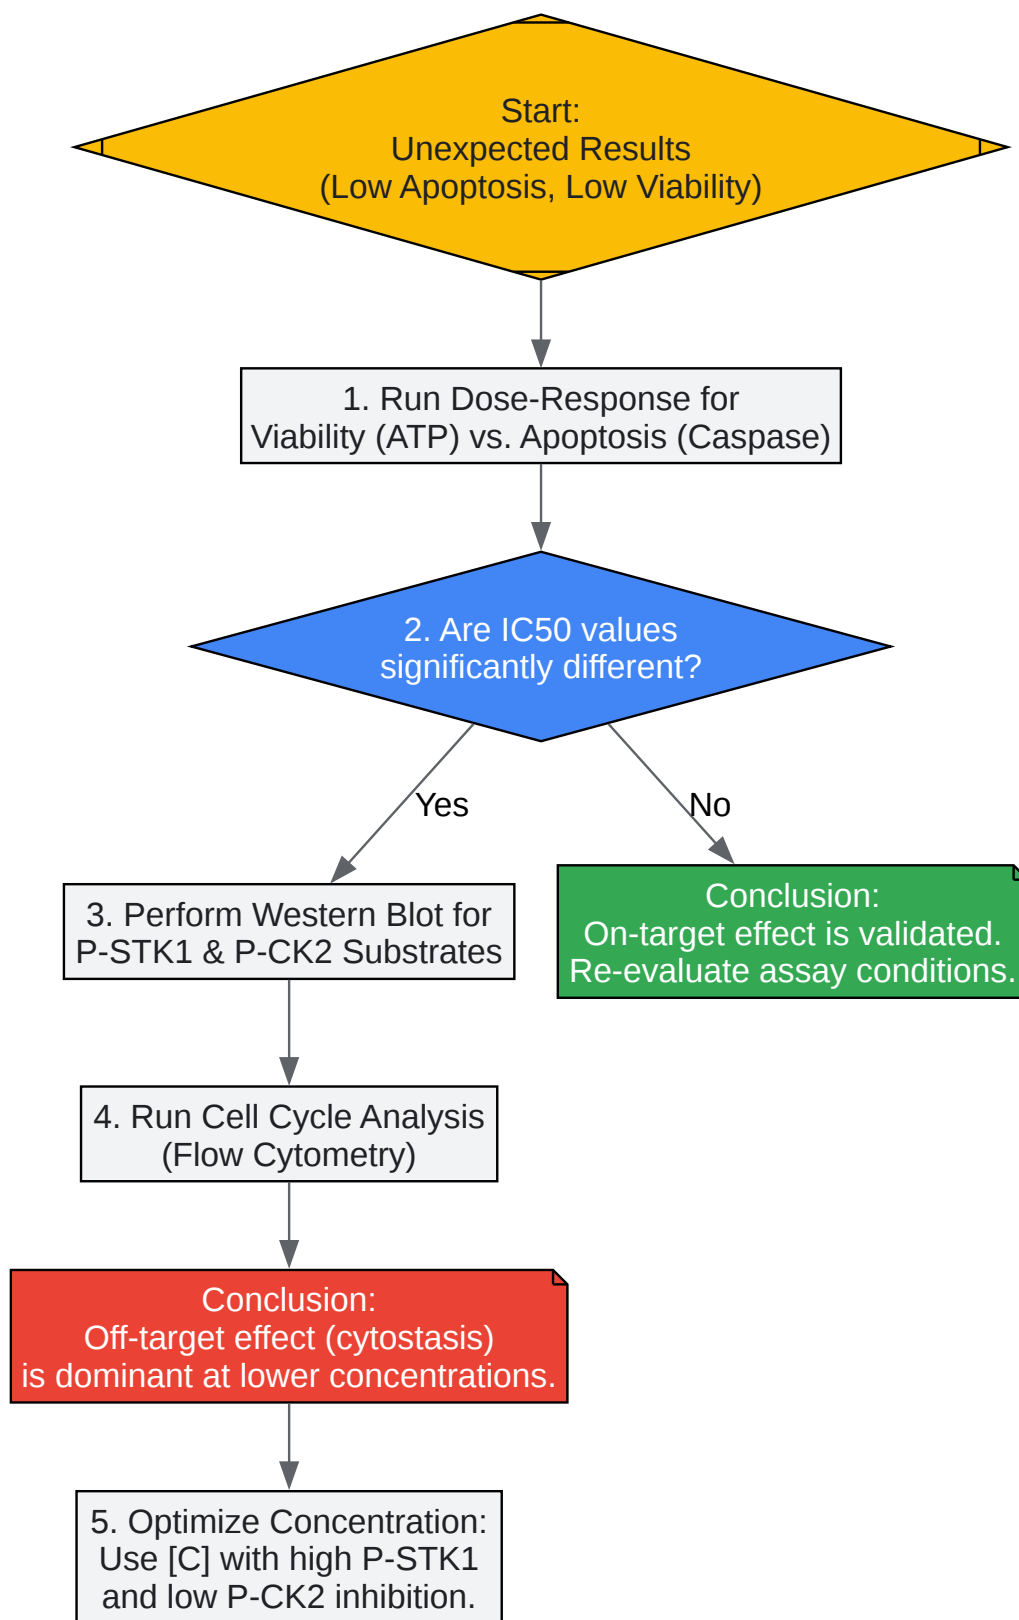 Start:
Unexpected Results
(Low Apoptosis, Low Viability)
1. Run Dose-Response for
Viability (ATP) vs. Apoptosis (Caspase)
2. Are IC50 values
significantly different?
Yes
No
3. Perform Western Blot for
P-STK1 & P-CK2 Substrates
Conclusion:
On-target effect is validated.
Re-evaluate assay conditions.
4. Run Cell Cycle Analysis
(Flow Cytometry)
Conclusion:
Off-target effect (cytostasis)
is dominant at lower concentrations.
5. Optimize Concentration:
Use [C] with high P-STK1
and low P-CK2 inhibition.